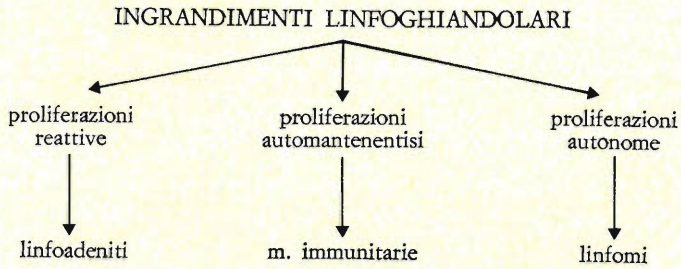 INGRANDIMENTI LINFOGHIANDOLARI
proliferazioni
reattive
proliferazioni
automantenentisi
proliferazioni
autonome
linfoadeniti
m. immunitarie
linfomi